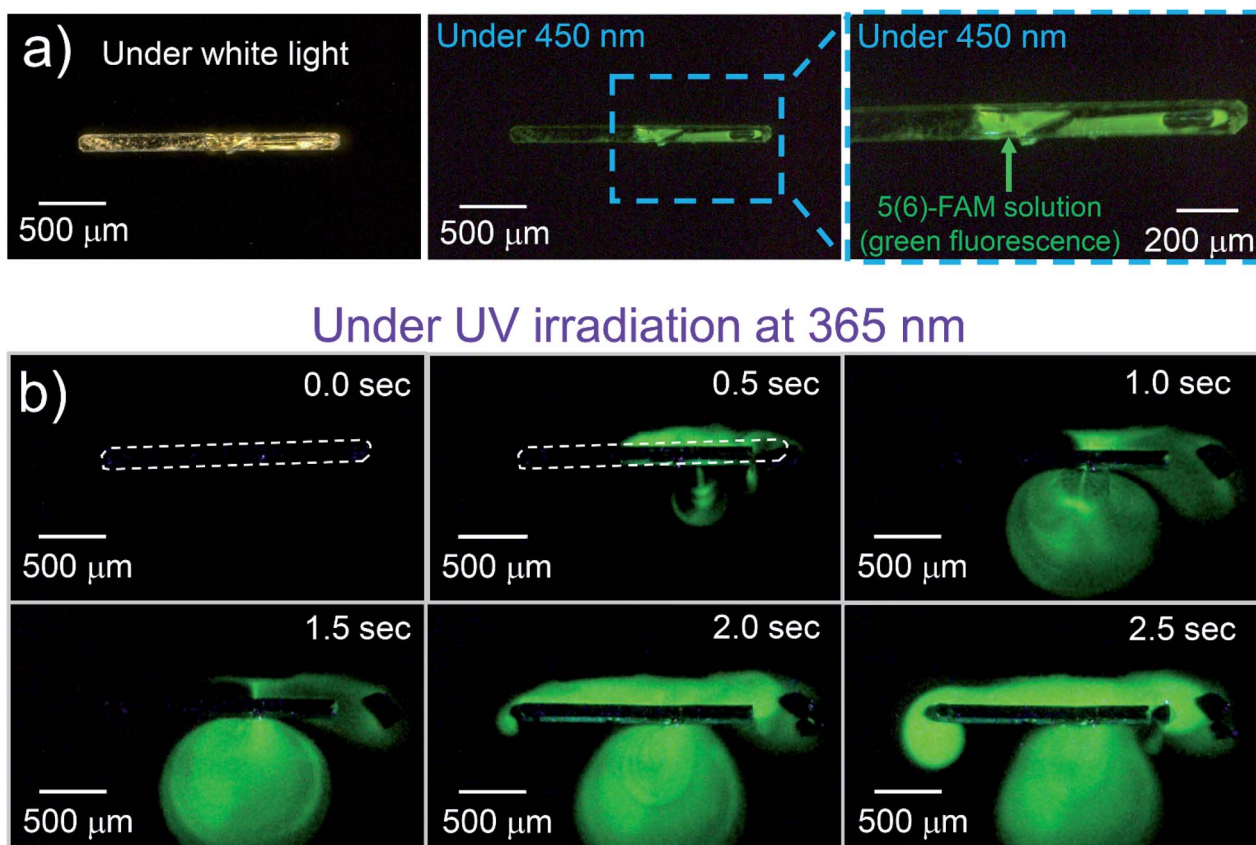 a) Under white light
500 μm
Under 450 nm
500 μm
Under 450 nm
5(6)-FAM solution
(green fluorescence)
200 μm
Under UV irradiation at 365 nm
b)
0.0 sec
500 μm
0.5 sec
500 μm
1.0 sec
500 μm
1.5 sec
500 μm
2.0 sec
500 μm
2.5 sec
500 μm